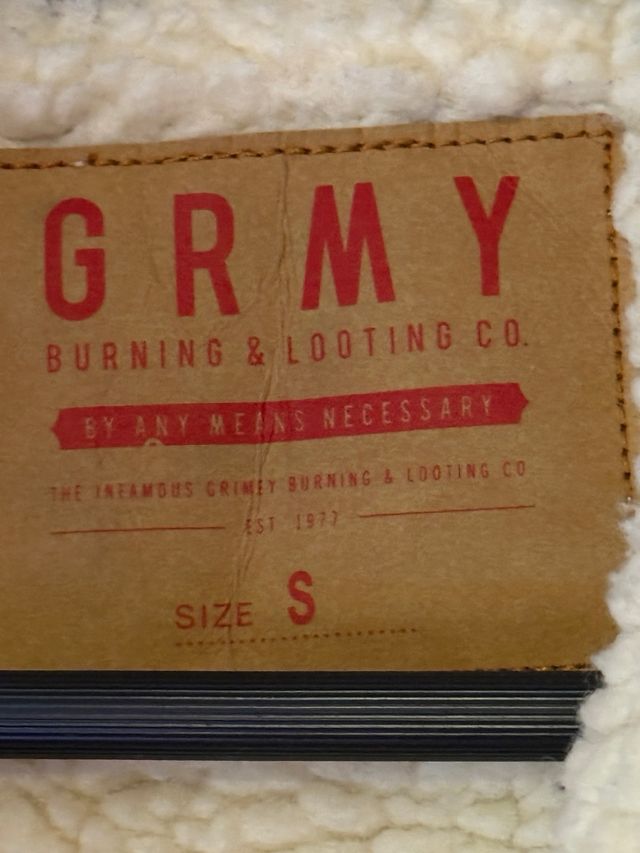 GRMY
BURNING & LOOTING CO.
BY ANY MEANS NECESSARY
THE INFAMOUS GRIMEY BURNING & LOOTING CO
EST 1977
SIZE S